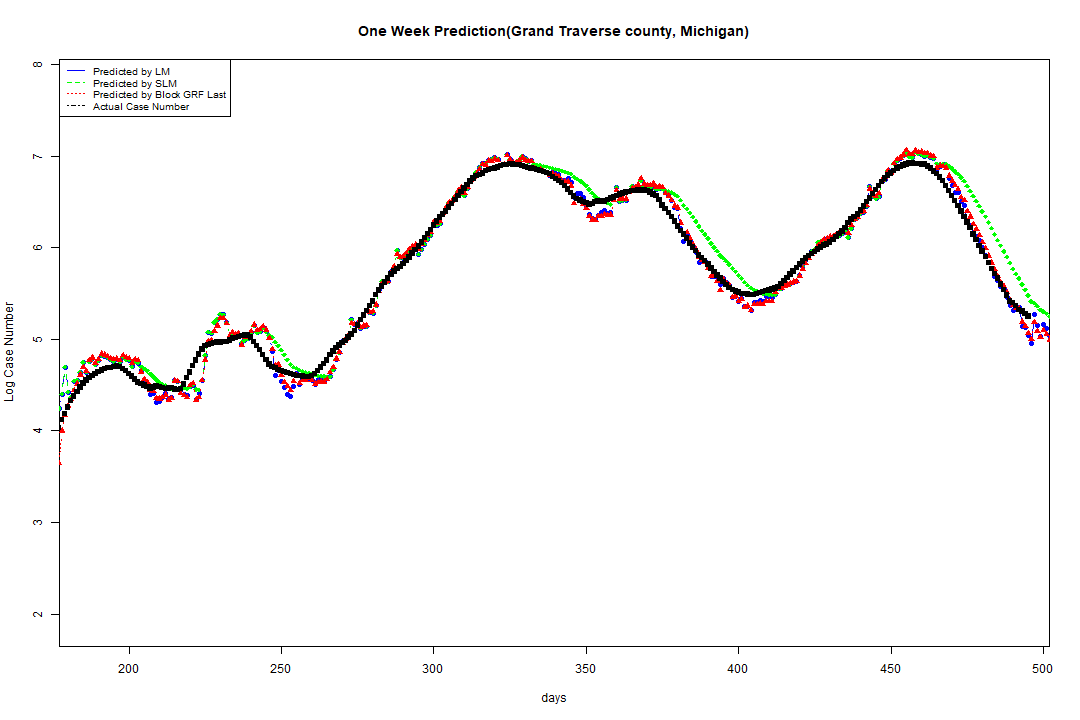 One Week Prediction(Grand Traverse county, Michigan)
Predicted by LM
Predicted by SLM
Predicted by Block GRF Last
Actual Case Number
8
7
6
5
4
3
2
Log Case Number
200 250 300 350 400 450 500
days